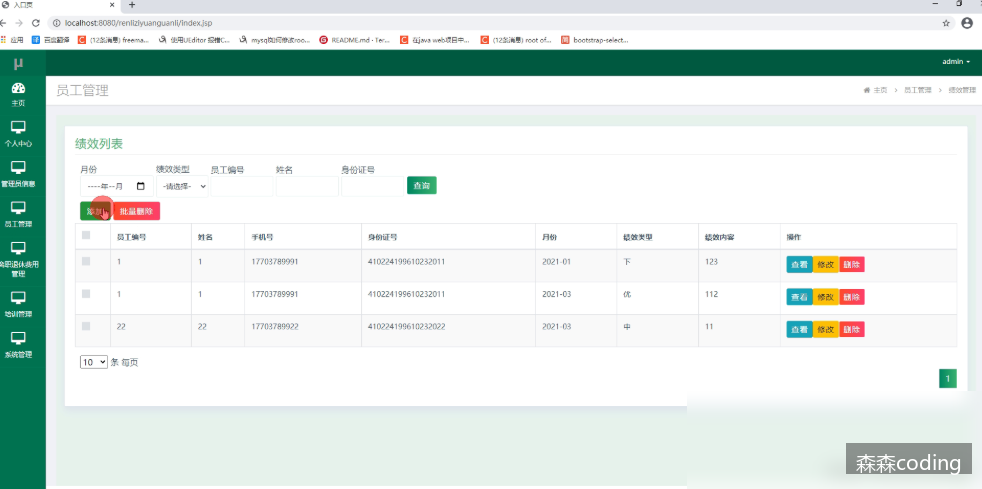 入口页
localhost:8080/renliziyuanguanli/index.jsp
应用 百度翻译 (12条消息) freema... 使用UEditor 报错C... mysql如何修改roo... README.md · Ter... 在java web项目中... (12条消息) root of... bootstrap-select...
μ
admin
主页
个人中心
管理员信息
员工管理
离职退休费用
管理
培训管理
系统管理
员工管理
主页 > 员工管理 > 绩效管理
绩效列表
月份 绩效类型 员工编号 姓名 身份证号
----年--月 -请选择- 查询
添加 批量删除
员工编号 姓名 手机号 身份证号 月份 绩效类型 绩效内容 操作
1 1 17703789991 410224199610232011 2021-01 下 123 查看 修改 删除
1 1 17703789991 410224199610232011 2021-03 优 112 查看 修改 删除
22 22 17703789922 410224199610232022 2021-03 中 11 查看 修改 删除
10 条 每页
1
森森coding